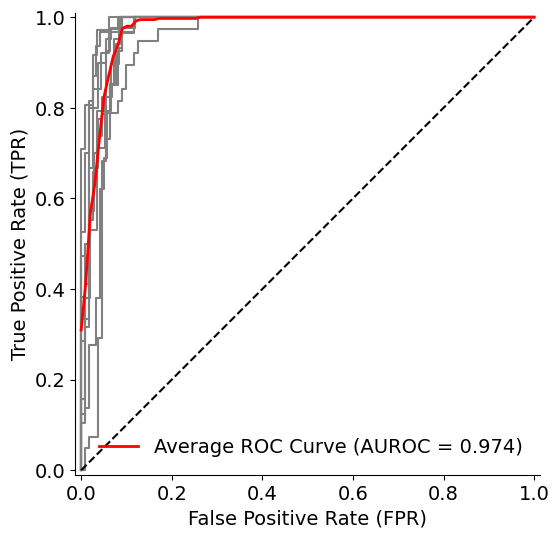 1.0
0.8
0.6
0.4
0.2
0.0
True Positive Rate (TPR)
Average ROC Curve (AUROC = 0.974)
0.0 0.2 0.4 0.6 0.8 1.0
False Positive Rate (FPR)